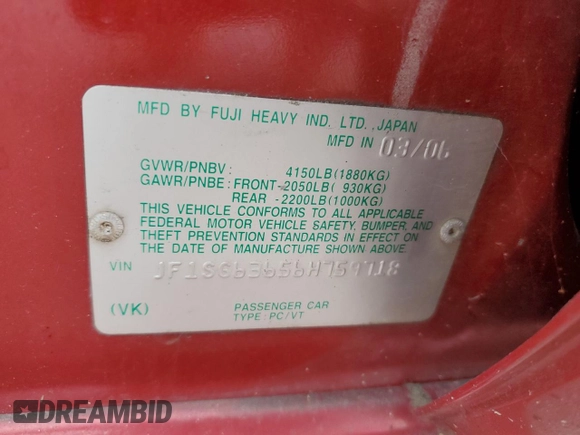 MFD BY FUJI HEAVY IND. LTD. JAPAN
MFD IN 03/06
GVWR/PNBV: 4150LB(1880KG)
GAWR/PNBE: FRONT-2050LB( 930KG)
REAR -2200LB(1000KG)
THIS VEHICLE CONFORMS TO ALL APPLICABLE
FEDERAL MOTOR VEHICLE SAFETY, BUMPER, AND
THEFT PREVENTION STANDARDS IN EFFECT ON
THE DATE OF MANUFACTURE SHOWN ABOVE.
VIN
(VK) PASSENGER CAR
TYPE: PC/VT
DREAMBID